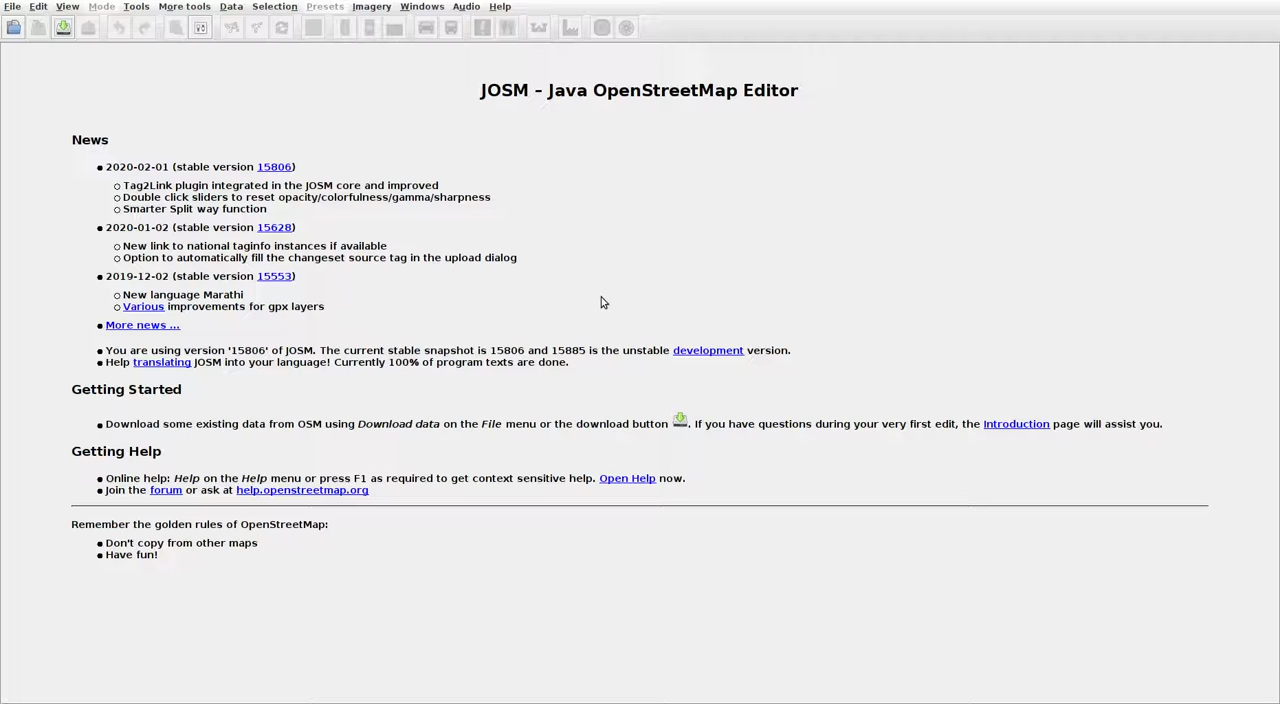 File Edit View Mode Tools More tools Data Selection Presets Imagery Windows Audio Help
JOSM – Java OpenStreetMap Editor
News
2020-02-01 (stable version 15806)
Tag2Link plugin integrated in the JOSM core and improved
Double click sliders to reset opacity/colorfulness/gamma/sharpness
Smarter Split way function
2020-01-02 (stable version 15628)
New link to national taginfo instances if available
Option to automatically fill the changeset source tag in the upload dialog
2019-12-02 (stable version 15553)
New language Marathi
Various improvements for gpx layers
More news ...
You are using version '15806' of JOSM. The current stable snapshot is 15806 and 15885 is the unstable development version.
Help translating JOSM into your language! Currently 100% of program texts are done.
Getting Started
Download some existing data from OSM using Download data on the File menu or the download button . If you have questions during your very first edit, the Introduction page will assist you.
Getting Help
Online help: Help on the Help menu or press F1 as required to get context sensitive help. Open Help now.
Join the forum or ask at help.openstreetmap.org
Remember the golden rules of OpenStreetMap:
Don't copy from other maps
Have fun!